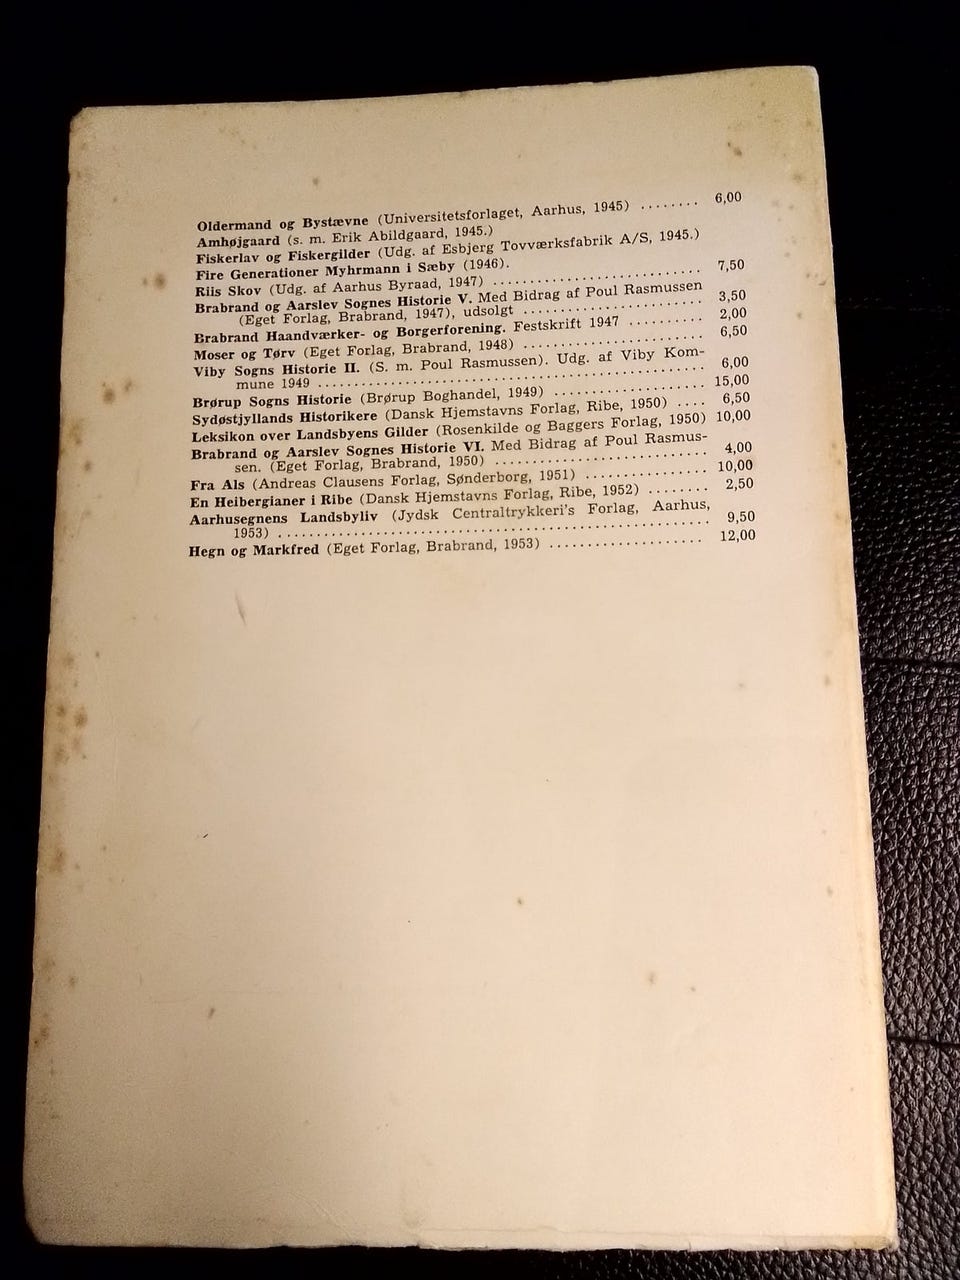 Oldermand og Bystævne (Universitetsforlaget, Aarhus, 1945) ........ 6,00
Amhøjgaard (s. m. Erik Abildgaard, 1945.)
Fiskerlav og Fiskergilder (Udg. af Esbjerg Tovværksfabrik A/S, 1945.)
Fire Generationer Myhrmann i Sæby (1946).
Riis Skov (Udg. af Aarhus Byraad, 1947) ........................... 7,50
Brabrand og Aarslev Sognes Historie V. Med Bidrag af Poul Rasmussen
(Eget Forlag, Brabrand, 1947), udsolgt ....................... 3,50
Brabrand Haandværker- og Borgerforening. Festskrift 1947 .......... 2,00
Moser og Tørv (Eget Forlag, Brabrand, 1948) ....................... 6,50
Viby Sogns Historie II. (S. m. Poul Rasmussen). Udg. af Viby Kom-
mune 1949 .................................................... 6,00
Brørup Sogns Historie (Brørup Boghandel, 1949) ................... 15,00
Sydøstjyllands Historikere (Dansk Hjemstavns Forlag, Ribe, 1950) .... 6,50
Leksikon over Landsbyens Gilder (Rosenkilde og Baggers Forlag, 1950) 10,00
Brabrand og Aarslev Sognes Historie VI. Med Bidrag af Poul Rasmus-
sen. (Eget Forlag, Brabrand, 1950) ........................... 4,00
Fra Als (Andreas Clausens Forlag, Sønderborg, 1951) ............... 10,00
En Heibergianer i Ribe (Dansk Hjemstavns Forlag, Ribe, 1952) ........ 2,50
Aarhusegnens Landsbyliv (Jydsk Centraltrykkeri's Forlag, Aarhus,
1953) ........................................................ 9,50
Hegn og Markfred (Eget Forlag, Brabrand, 1953) ................... 12,00